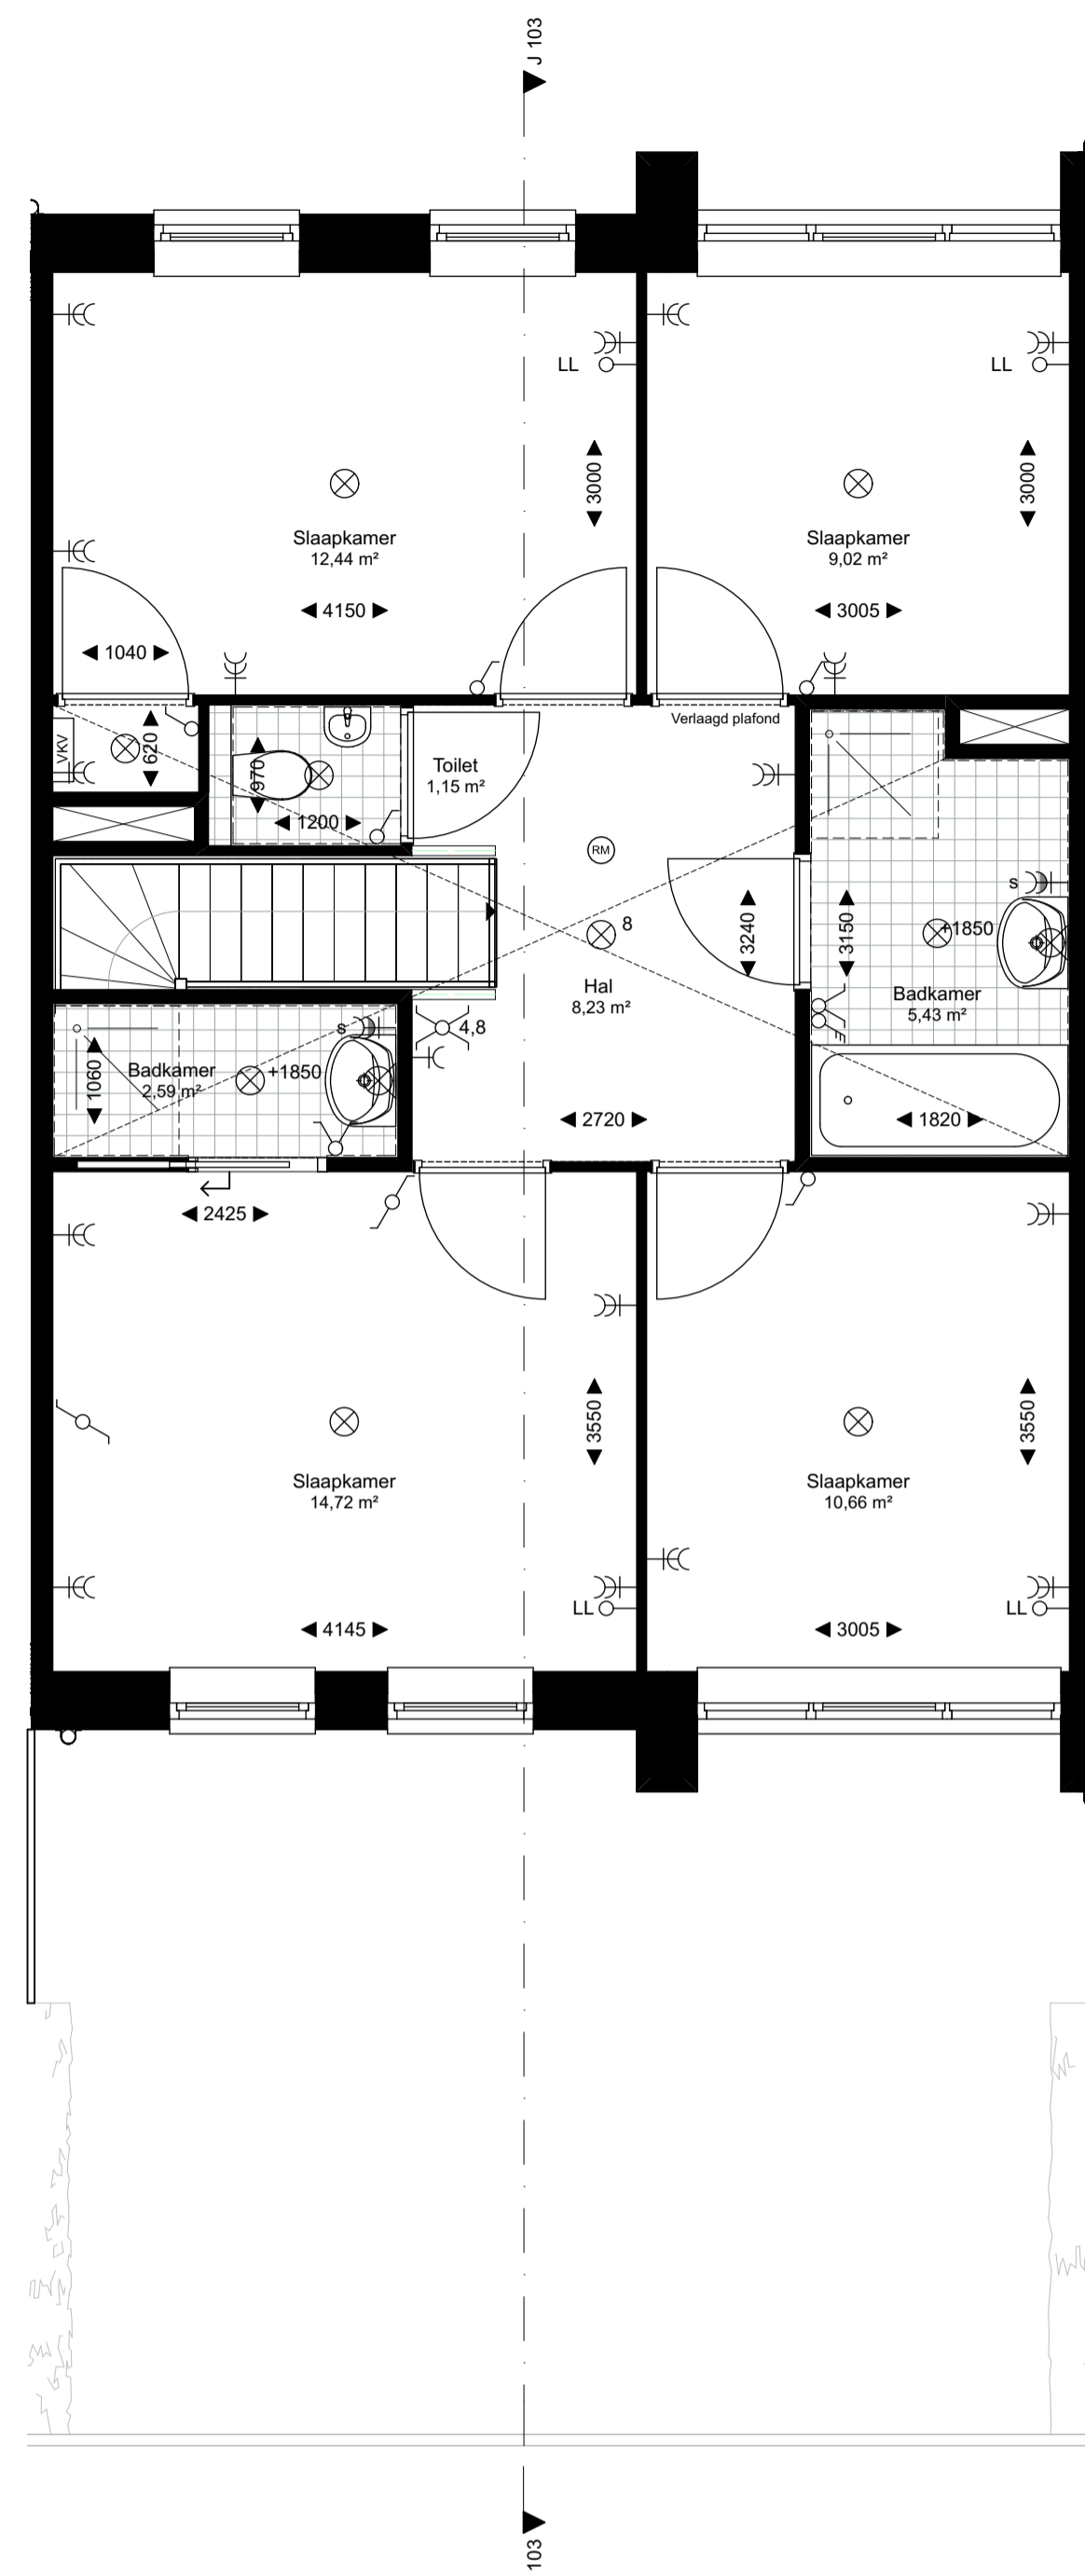 J 103
LL
LL
3000
3000
Slaapkamer
12,44 m²
Slaapkamer
9,02 m²
4150
3005
1040
Verlaagd plafond
VKV
620
970
1200
Toilet
1,15 m²
RM
8
3240
3150
s
+1850
Hal
8,23 m²
Badkamer
5,43 m²
s
4,8
1060
Badkamer
2,59 m²
+1850
2720
1820
2425
3550
3550
Slaapkamer
14,72 m²
Slaapkamer
10,66 m²
LL
LL
4145
3005
103